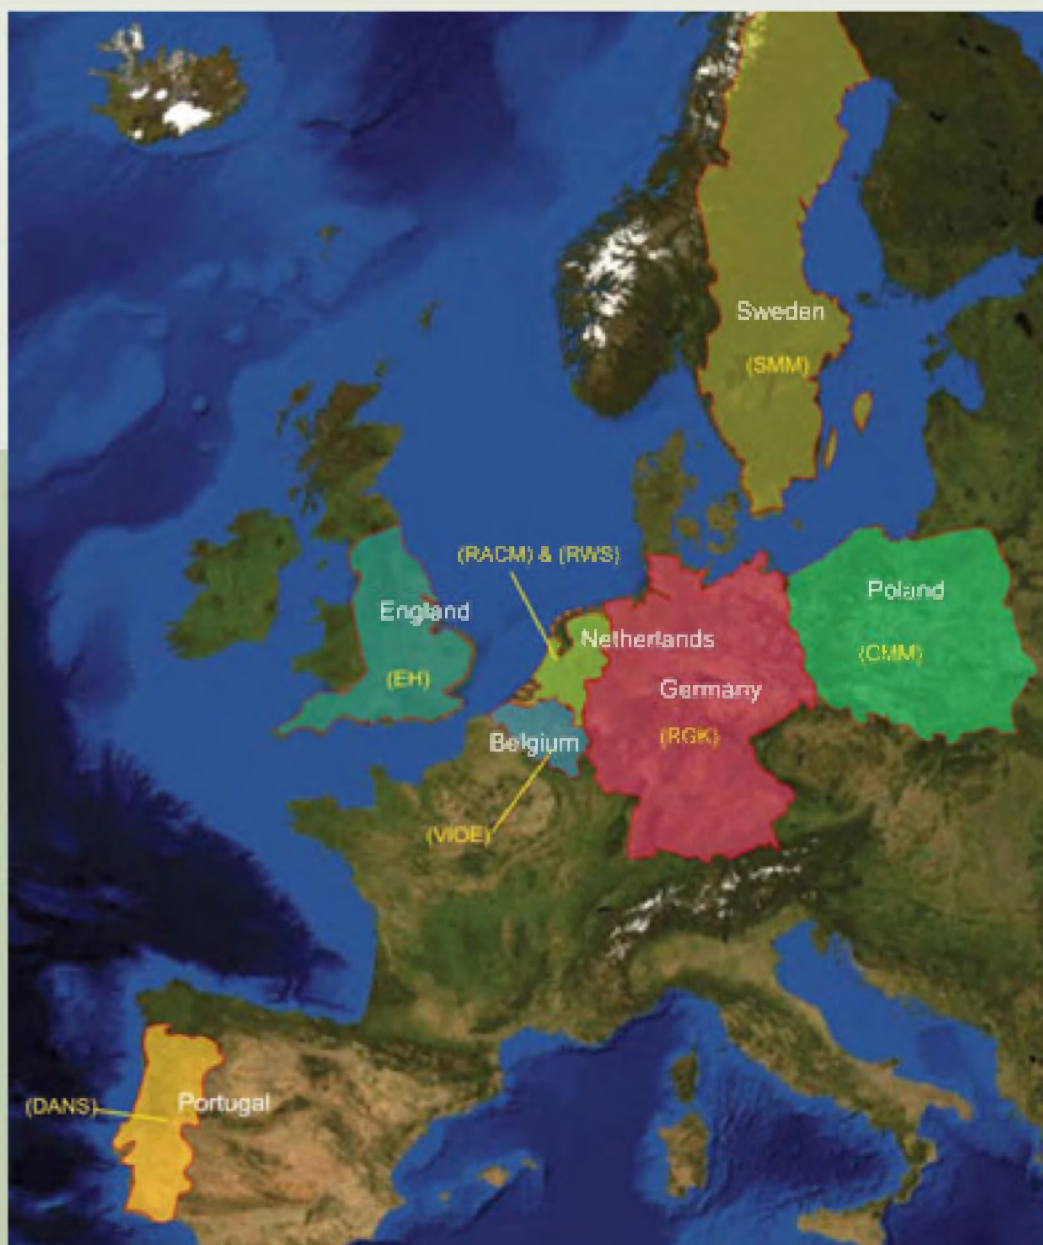 Sweden
(SMM)
(RACM) & (RWS)
England
(EH)
Netherlands
Poland
(CMM)
Germany
(RGK)
Belgium
(VIOE)
(DANS)
Portugal